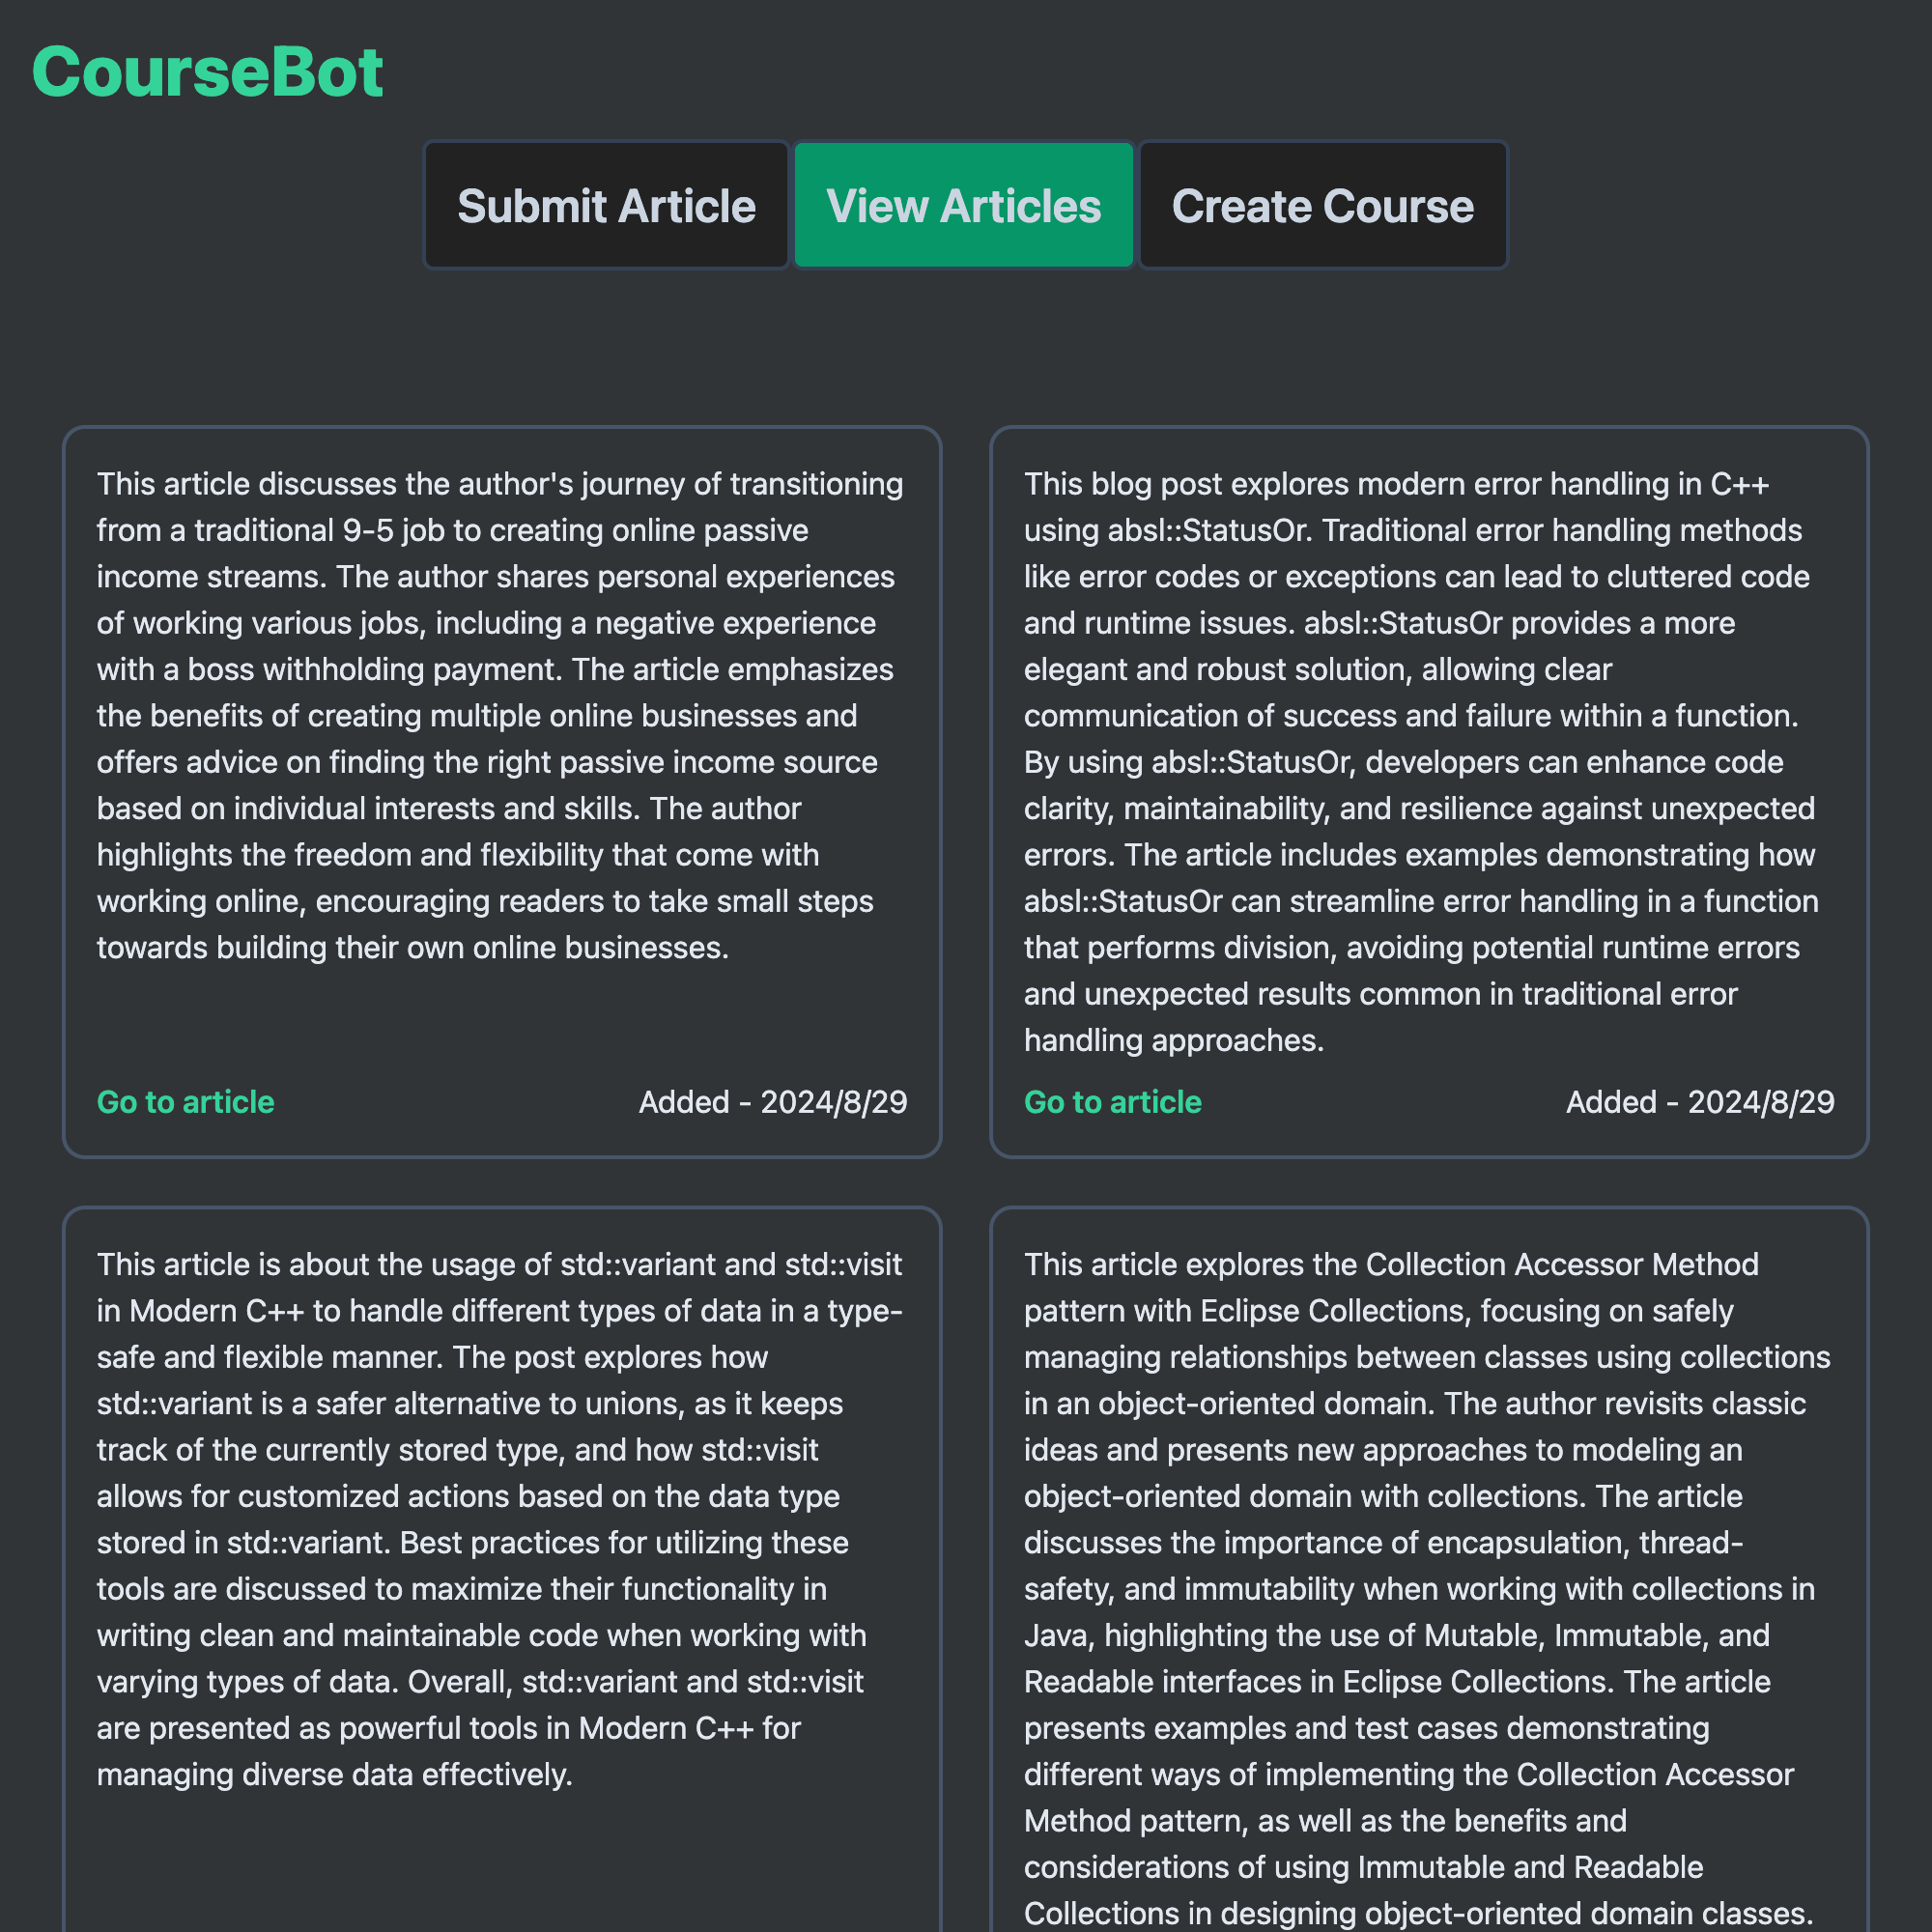 CourseBot
Submit Article
View Articles
Create Course
This article discusses the author's journey of transitioning
from a traditional 9-5 job to creating online passive
income streams. The author shares personal experiences
of working various jobs, including a negative experience
with a boss withholding payment. The article emphasizes
the benefits of creating multiple online businesses and
offers advice on finding the right passive income source
based on individual interests and skills. The author
highlights the freedom and flexibility that come with
working online, encouraging readers to take small steps
towards building their own online businesses.
Go to article
Added - 2024/8/29
This blog post explores modern error handling in C++
using absl::StatusOr. Traditional error handling methods
like error codes or exceptions can lead to cluttered code
and runtime issues. absl::StatusOr provides a more
elegant and robust solution, allowing clear
communication of success and failure within a function.
By using absl::StatusOr, developers can enhance code
clarity, maintainability, and resilience against unexpected
errors. The article includes examples demonstrating how
absl::StatusOr can streamline error handling in a function
that performs division, avoiding potential runtime errors
and unexpected results common in traditional error
handling approaches.
Go to article
Added - 2024/8/29
This article is about the usage of std::variant and std::visit
in Modern C++ to handle different types of data in a type-
safe and flexible manner. The post explores how
std::variant is a safer alternative to unions, as it keeps
track of the currently stored type, and how std::visit
allows for customized actions based on the data type
stored in std::variant. Best practices for utilizing these
tools are discussed to maximize their functionality in
writing clean and maintainable code when working with
varying types of data. Overall, std::variant and std::visit
are presented as powerful tools in Modern C++ for
managing diverse data effectively.
This article explores the Collection Accessor Method
pattern with Eclipse Collections, focusing on safely
managing relationships between classes using collections
in an object-oriented domain. The author revisits classic
ideas and presents new approaches to modeling an
object-oriented domain with collections. The article
discusses the importance of encapsulation, thread-
safety, and immutability when working with collections in
Java, highlighting the use of Mutable, Immutable, and
Readable interfaces in Eclipse Collections. The article
presents examples and test cases demonstrating
different ways of implementing the Collection Accessor
Method pattern, as well as the benefits and
considerations of using Immutable and Readable
Collections in designing object-oriented domain classes.